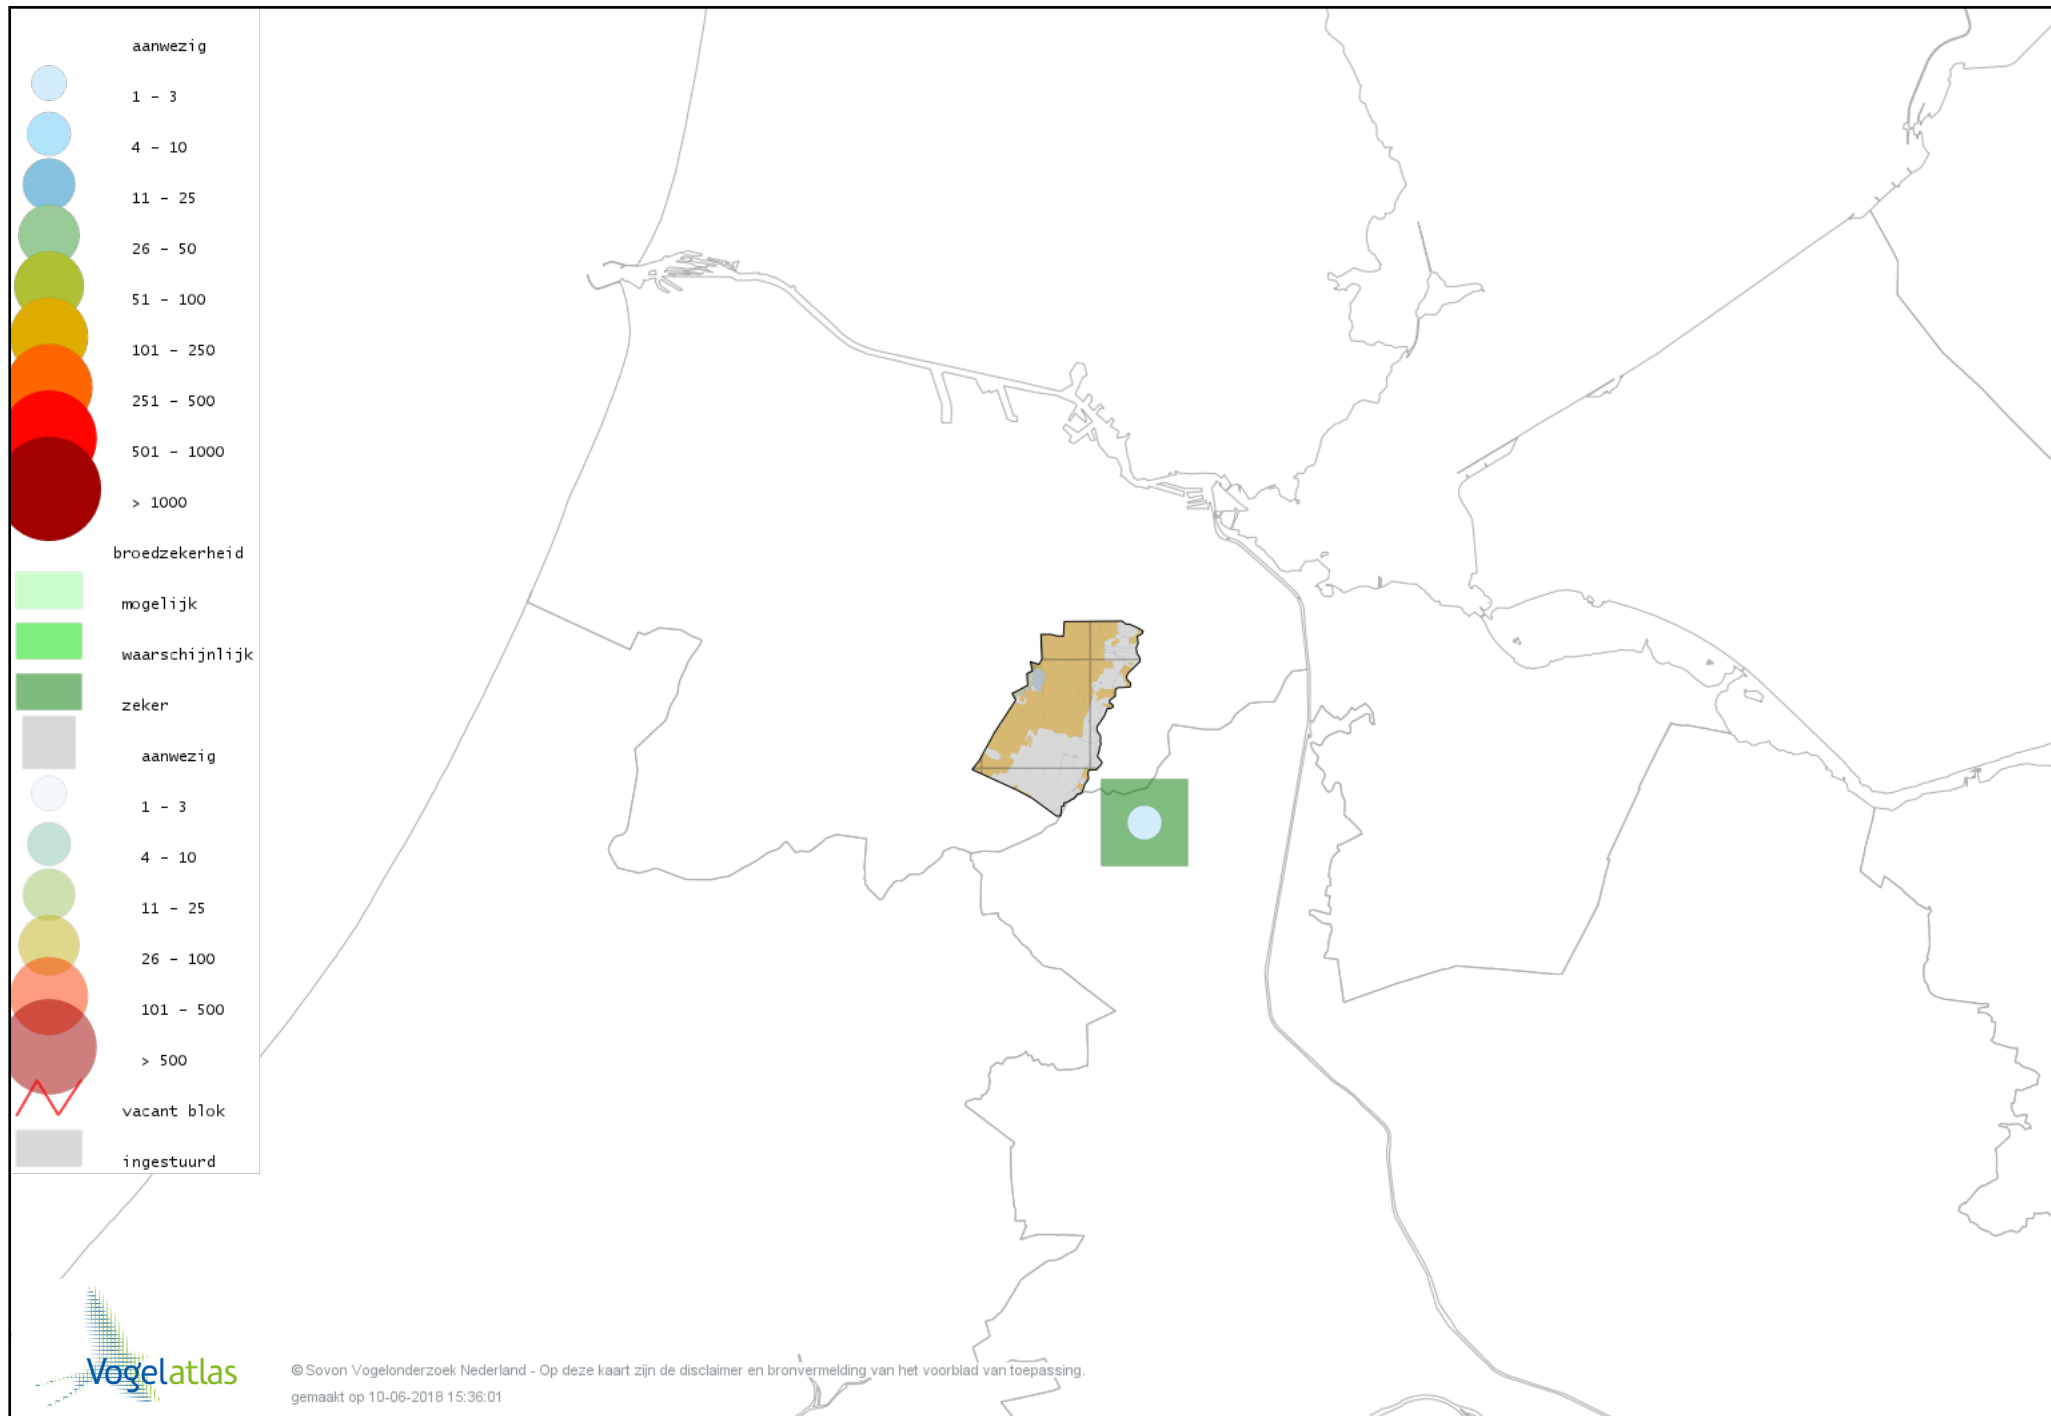 aanwezig
1 - 3
4 - 10
11 - 25
26 - 50
51 - 100
101 - 250
251 - 500
501 - 1000
> 1000
broedzekerheid
mogelijk
waarschijnlijk
zeker
aanwezig
1 - 3
4 - 10
11 - 25
26 - 100
101 - 500
> 500
vacant blok
ingestuurd
Vogelatlas
© Sovon Vogelonderzoek Nederland - Op deze kaart zijn de disclaimer en bronvermelding van het voorblad van toepassing.
gemaakt op 10-06-2018 15:36:01